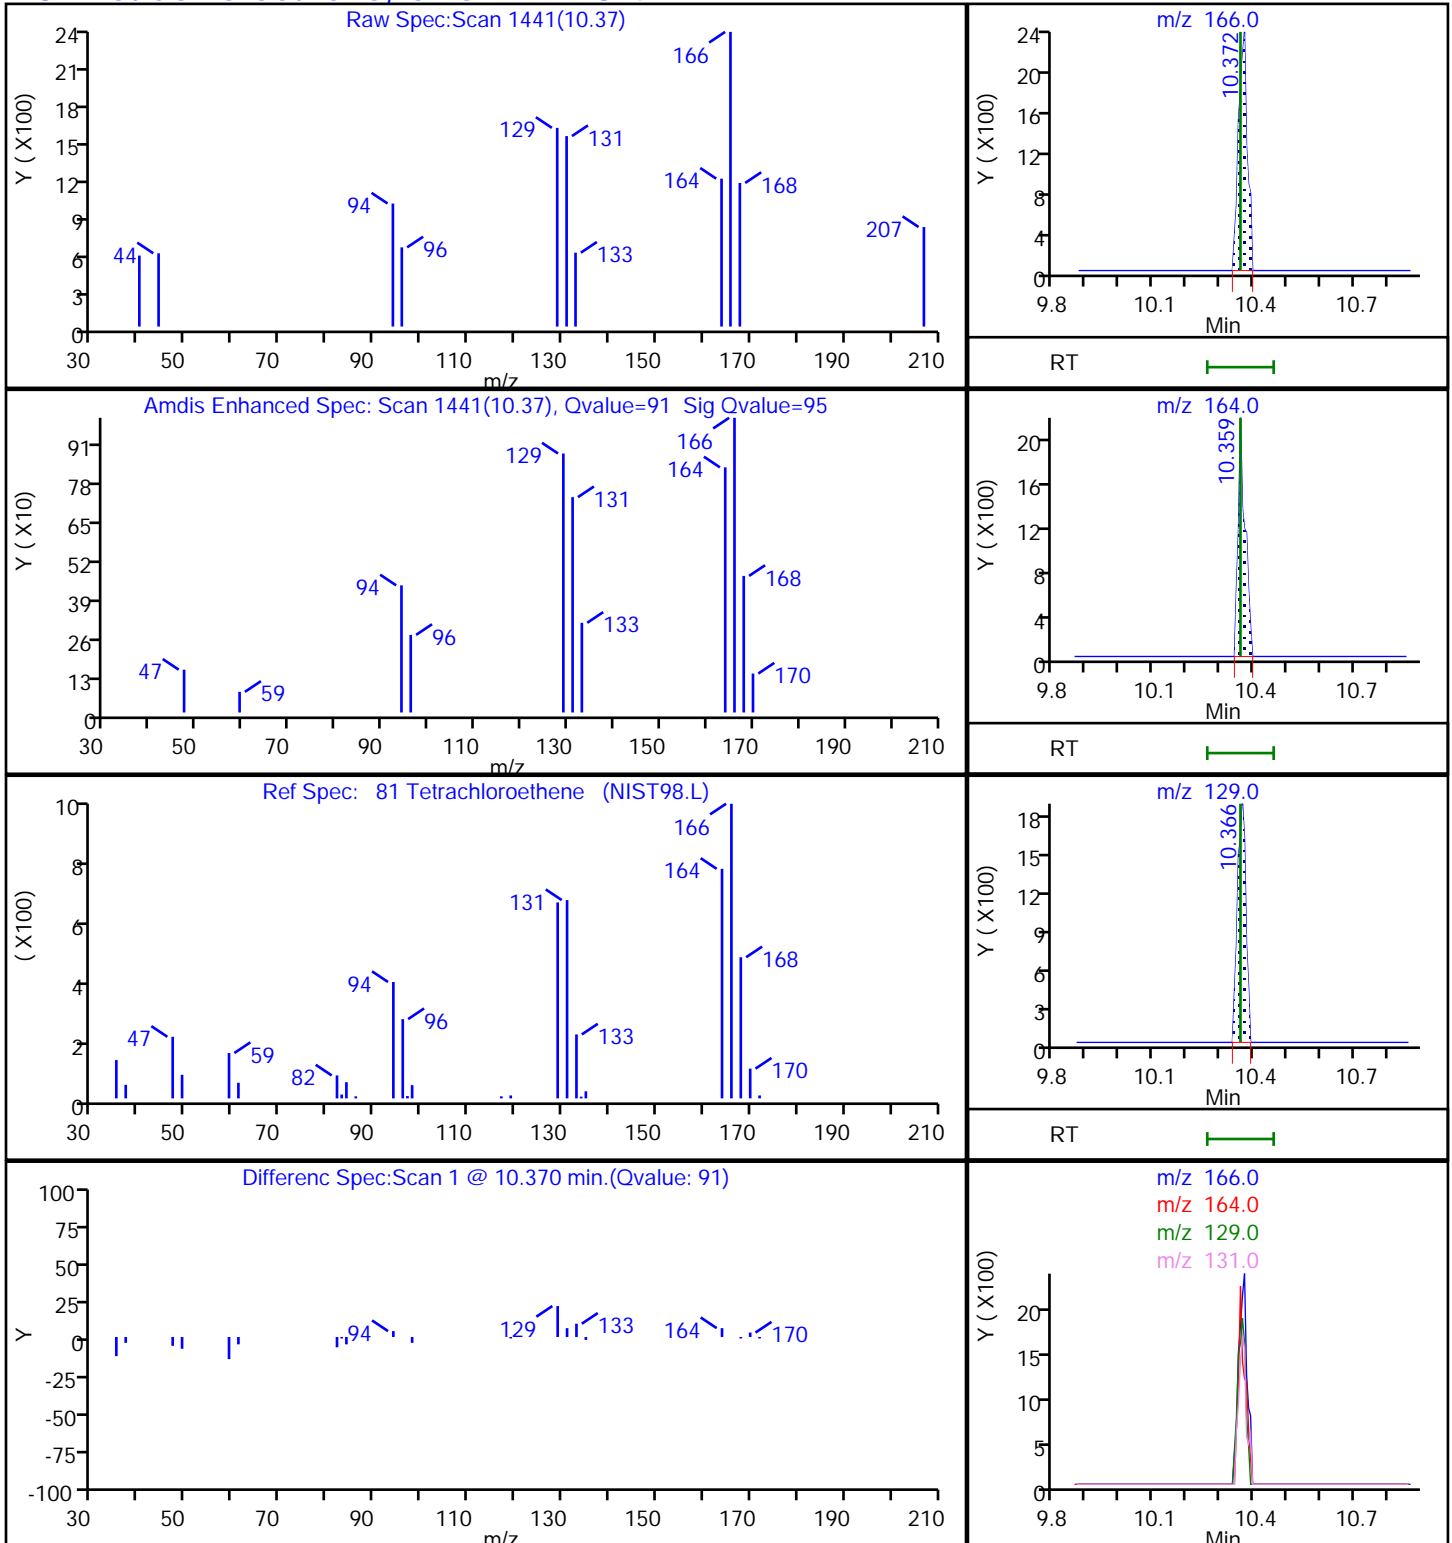 Raw Spec:Scan 1441(10.37)
Y ( X100)
24
21
18
15
12
9
6
3
0
44
94
96
129
131
133
164
166
168
207
30 50 70 90 110 130 150 170 190 210
m/z
m/z 166.0
Y ( X100)
24
20
16
12
8
4
0
10.372
9.8 10.1 10.4 10.7
Min
RT
Amdis Enhanced Spec: Scan 1441(10.37), Qvalue=91 Sig Qvalue=95
Y ( X10)
91
78
65
52
39
26
13
0
47
59
94
96
129
131
133
164
166
168
170
30 50 70 90 110 130 150 170 190 210
m/z
m/z 164.0
Y ( X100)
20
16
12
8
4
0
10.359
9.8 10.1 10.4 10.7
Min
RT
Ref Spec: 81 Tetrachloroethene (NIST98.L)
( X100)
10
8
6
4
2
0
47
59
82
94
96
131
133
164
166
168
170
30 50 70 90 110 130 150 170 190 210
m/z 129.0
Y ( X100)
18
15
12
9
6
3
0
10.366
9.8 10.1 10.4 10.7
Min
RT
Differenc Spec:Scan 1 @ 10.370 min.(Qvalue: 91)
Y
100
75
50
25
0
-25
-50
-75
-100
94
129
133
164
170
30 50 70 90 110 130 150 170 190 210
m/z
m/z 166.0
m/z 164.0
m/z 129.0
m/z 131.0
Y ( X100)
20
15
10
5
0
9.8 10.1 10.4 10.7
Min